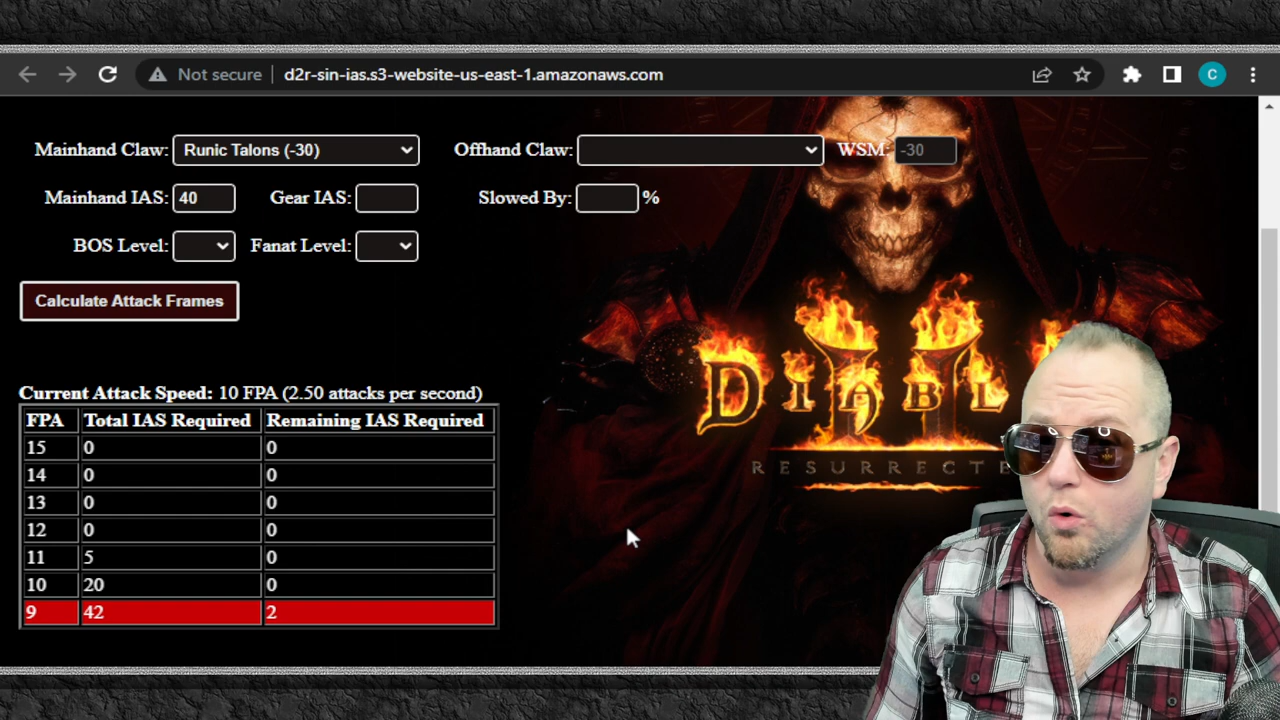 Not secure d2r-sin-ias.s3-website-us-east-1.amazonaws.com C
Mainhand Claw: Runic Talons (-30) Offhand Claw: WSM: -30
Mainhand IAS: 40 Gear IAS: Slowed By: %
BOS Level: Fanat Level:
Calculate Attack Frames
DIABL
RESURRECTE
Current Attack Speed: 10 FPA (2.50 attacks per second)
FPA Total IAS Required Remaining IAS Required
15 0 0
14 0 0
13 0 0
12 0 0
11 5 0
10 20 0
9 42 2